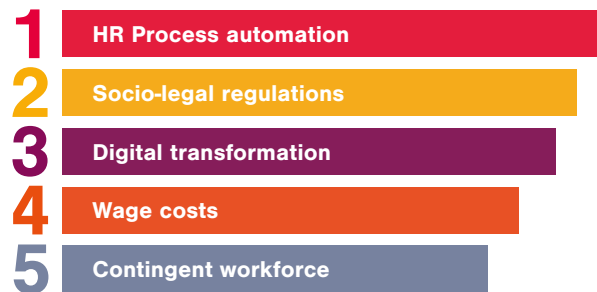 1 HR Process automation
2 Socio-legal regulations
3 Digital transformation
4 Wage costs
5 Contingent workforce